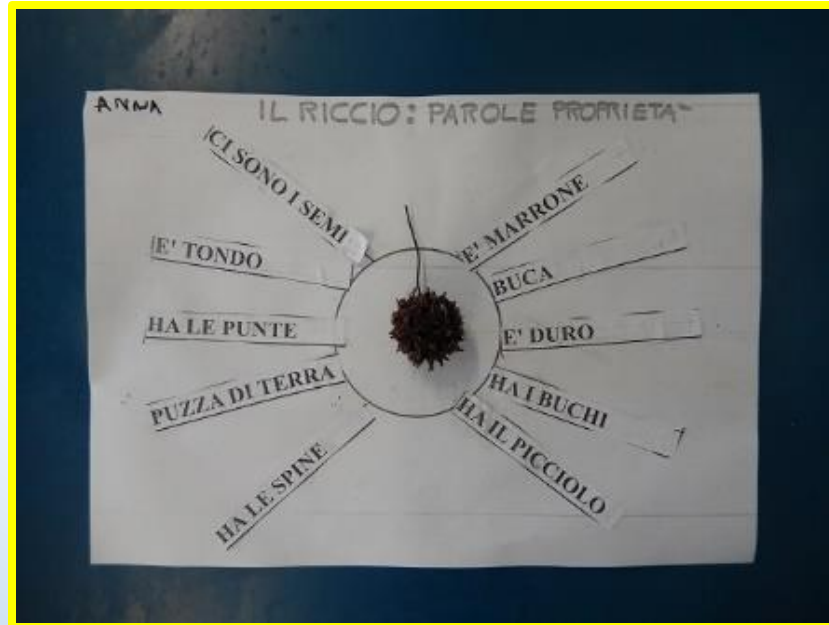 ANNA
IL RICCIO: PAROLE PROPRIETA'
CI SONO I SEMI
E' TONDO
HA LE PUNTE
PUZZA DI TERRA
HA LE SPINE
E' MARRONE
BUCA
E' DURO
HA I BUCHI
HA IL PICCIOLO